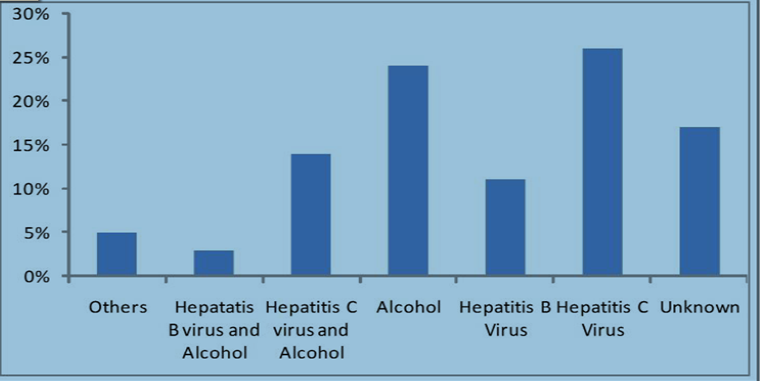 30%
25%
20%
15%
10%
5%
0%
Others
Hepatatis
B virus and
Alcohol
Hepatitis C
virus and
Alcohol
Alcohol
Hepatitis B
Virus
Hepatitis C
Virus
Unknown